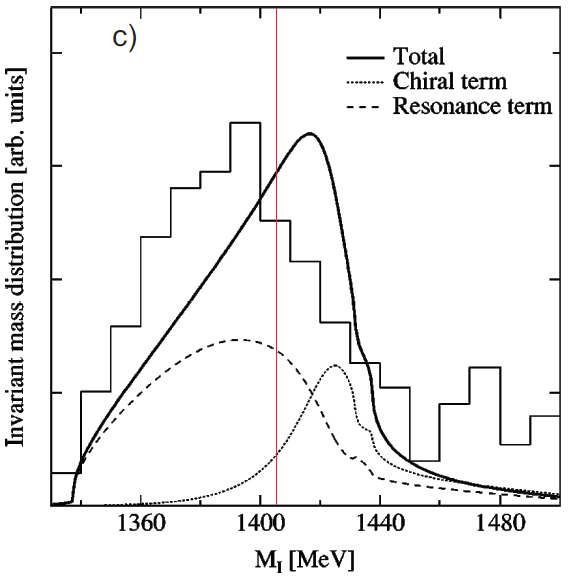 c)
Total
Chiral term
Resonance term
Invariant mass distribution [arb. units]
1360 1400 1440 1480
M_I [MeV]